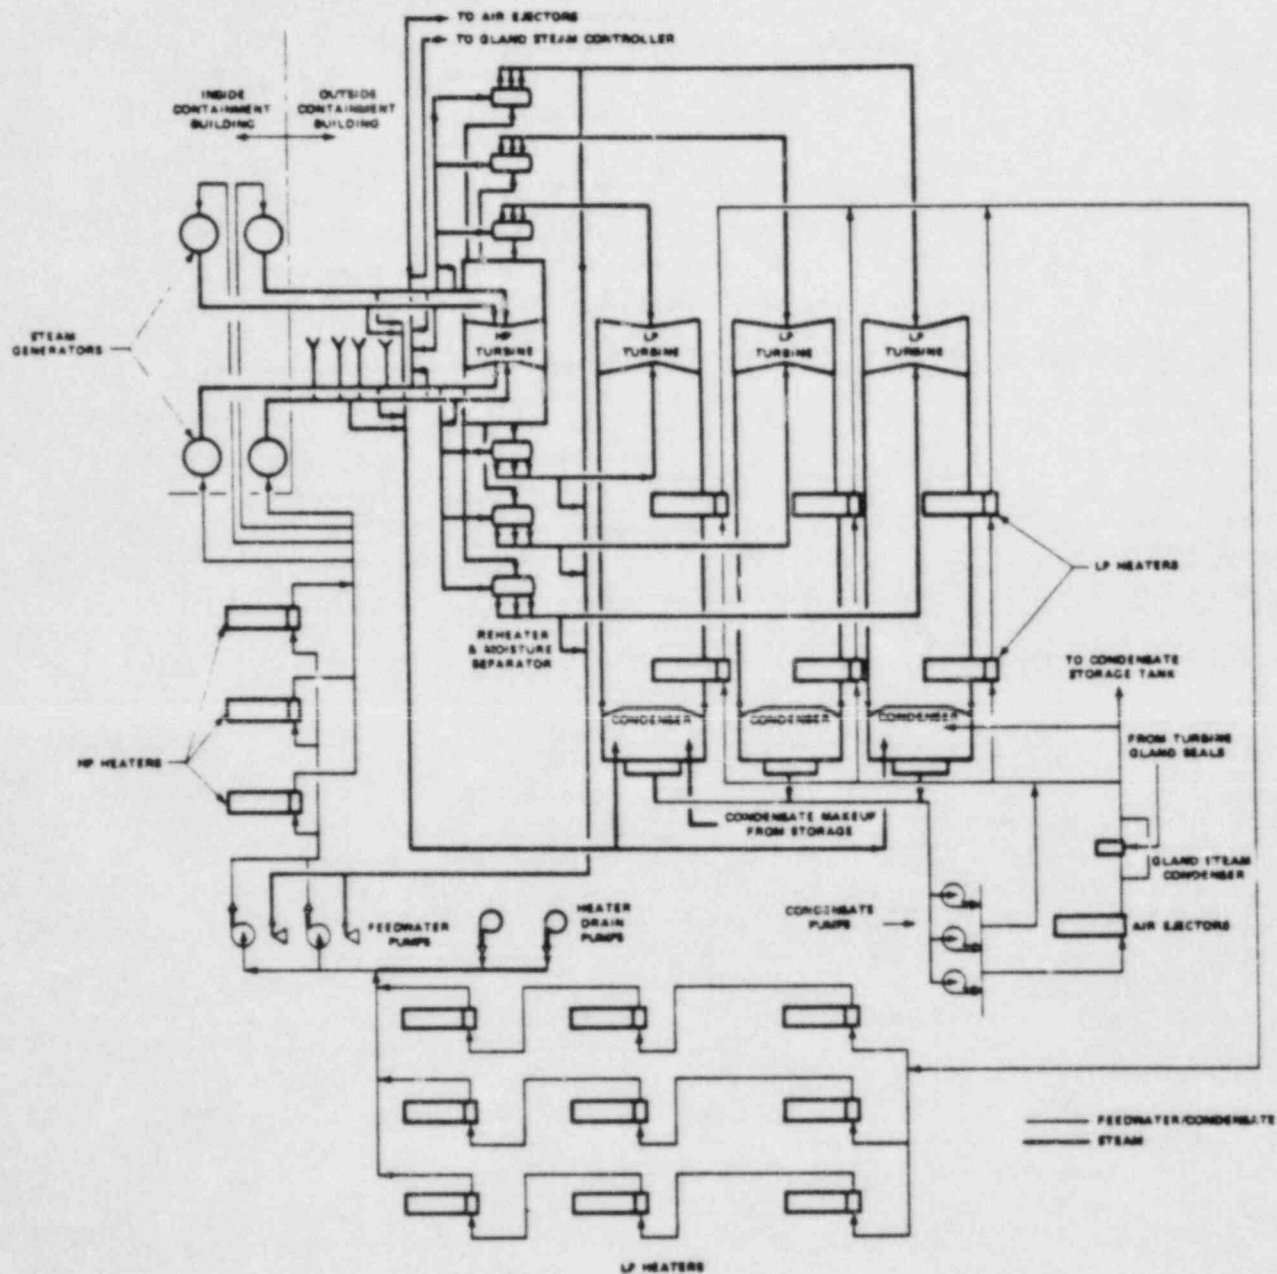 TO AIR EJECTORS
TO GLAND STEAM CONTROLLER
INSIDE
CONTAINMENT
BUILDING
OUTSIDE
CONTAINMENT
BUILDING
STEAM
GENERATORS
HP
TURBINE
LP
TURBINE
LP
TURBINE
LP
TURBINE
LP HEATERS
REHEATER
& MOISTURE
SEPARATOR
TO CONDENSATE
STORAGE TANK
CONDENSER
CONDENSER
CONDENSER
FROM TURBINE
GLAND SEALS
HP HEATERS
CONDENSATE MAKEUP
FROM STORAGE
GLAND STEAM
CONDENSER
FEEDWATER
PUMPS
HEATER
DRAIN
PUMPS
CONDENSATE
PUMPS
AIR EJECTORS
FEEDWATER/CONDENSATE
STEAM
LP HEATERS